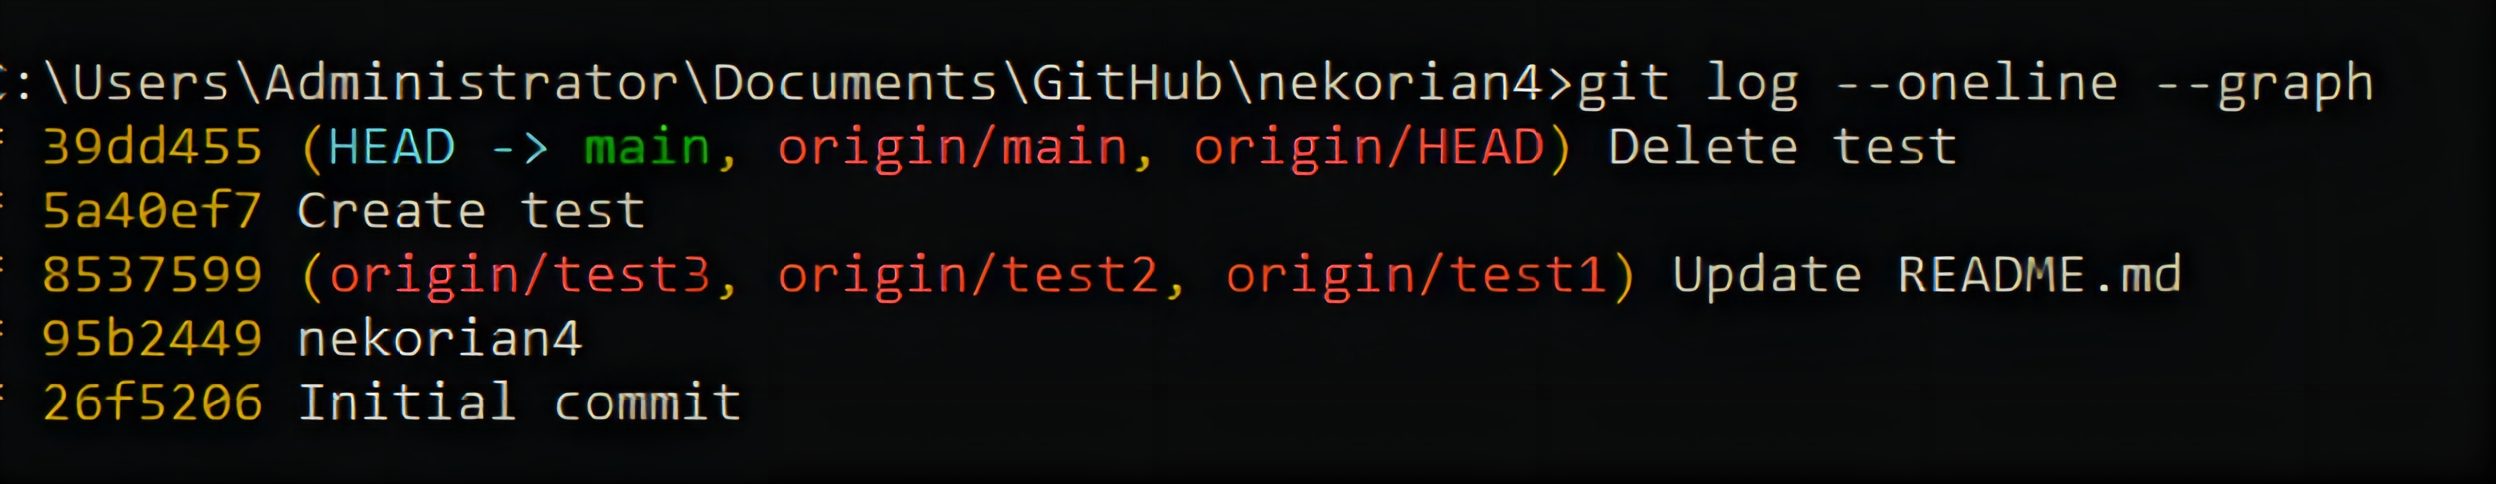 :\Users\Administrator\Documents\GitHub\nekorian4>git log --oneline --graph
39dd455 (HEAD -> main, origin/main, origin/HEAD) Delete test
5a40ef7 Create test
8537599 (origin/test3, origin/test2, origin/test1) Update README.md
95b2449 nekorian4
26f5206 Initial commit